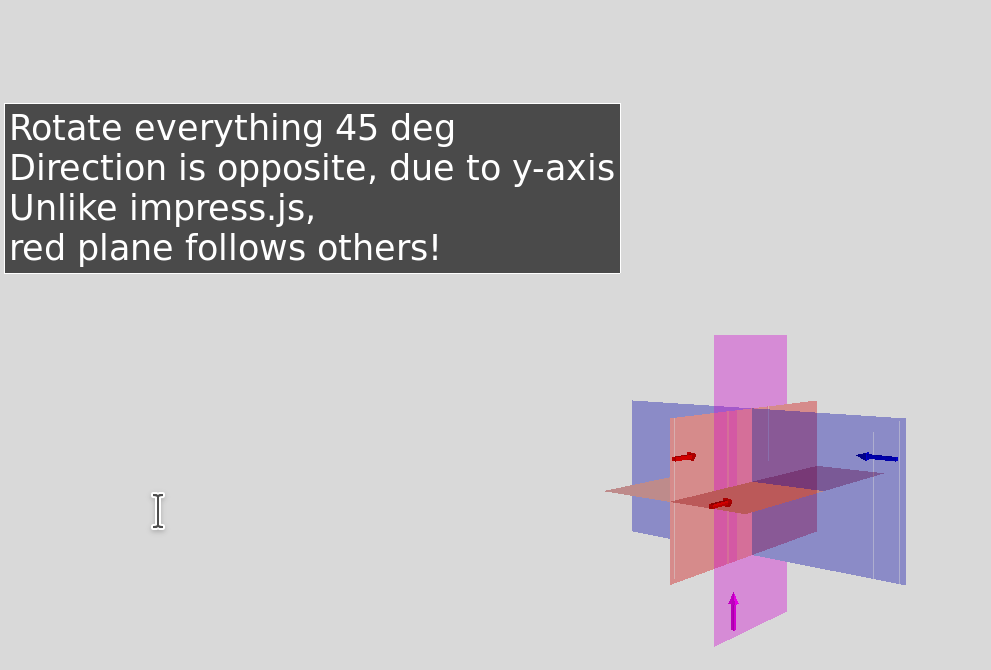 Rotate everything 45 deg
Direction is opposite, due to y-axis
Unlike impress.js,
red plane follows others!